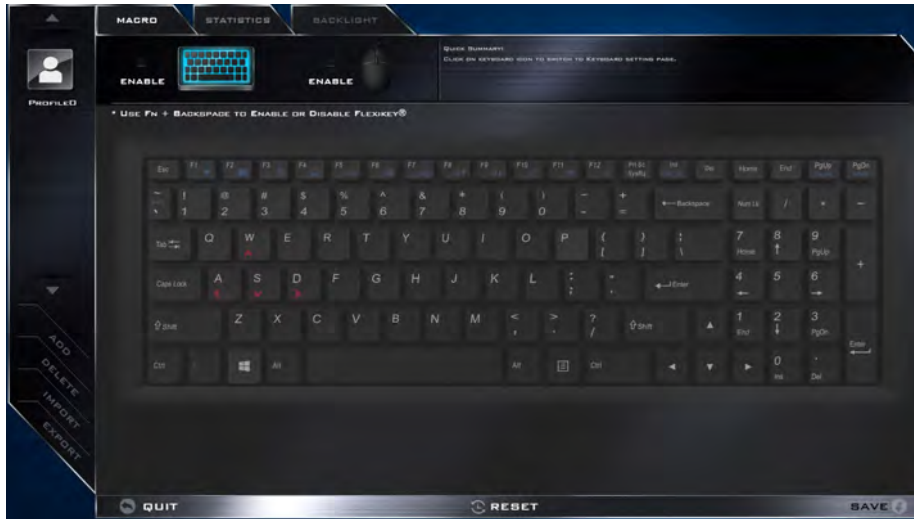 MACRO STATISTICS BACKLIGHT
QUICK SUMMARY:
CLICK ON KEYBOARD ICON TO SWITCH TO KEYBOARD SETTING PAGE.
ENABLE ENABLE
PROFILE0
* USE FN + BACKSPACE TO ENABLE OR DISABLE FLEXIKEY®
Esc F1 F2 F3 F4 F5 F6 F7 F8 F9 F10 F11 F12 Prt Sc SysRq Int Del Home End PgUp PgDn
~ ! @ # $ % ^ & * ( ) _ +
` 1 2 3 4 5 6 7 8 9 0 - = Backspace Num Lk / * -
Tab Q W E R T Y U I O P { } |
[ ] \
7 8 9
Home ↑ PgUp
+
Caps Lock A S D F G H J K L : "
; ' Enter
4 5 6
← →
Shift Z X C V B N M < > ?
, . / Shift ▲
1 2 3
End ↓ PgDn
Enter
Ctrl Alt Alt Ctrl ◄ ▼ ►
0 .
Ins Del
ADD
DELETE
IMPORT
EXPORT
QUIT RESET SAVE